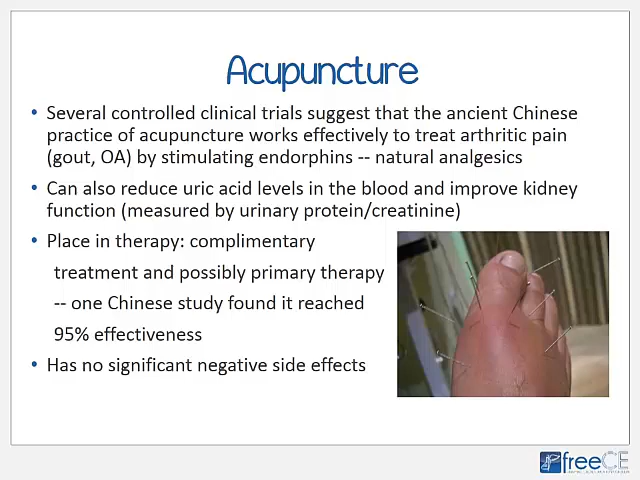 Acupuncture
• Several controlled clinical trials suggest that the ancient Chinese
practice of acupuncture works effectively to treat arthritic pain
(gout, OA) by stimulating endorphins -- natural analgesics
• Can also reduce uric acid levels in the blood and improve kidney
function (measured by urinary protein/creatinine)
• Place in therapy: complimentary
treatment and possibly primary therapy
-- one Chinese study found it reached
95% effectiveness
• Has no significant negative side effects
freeCE